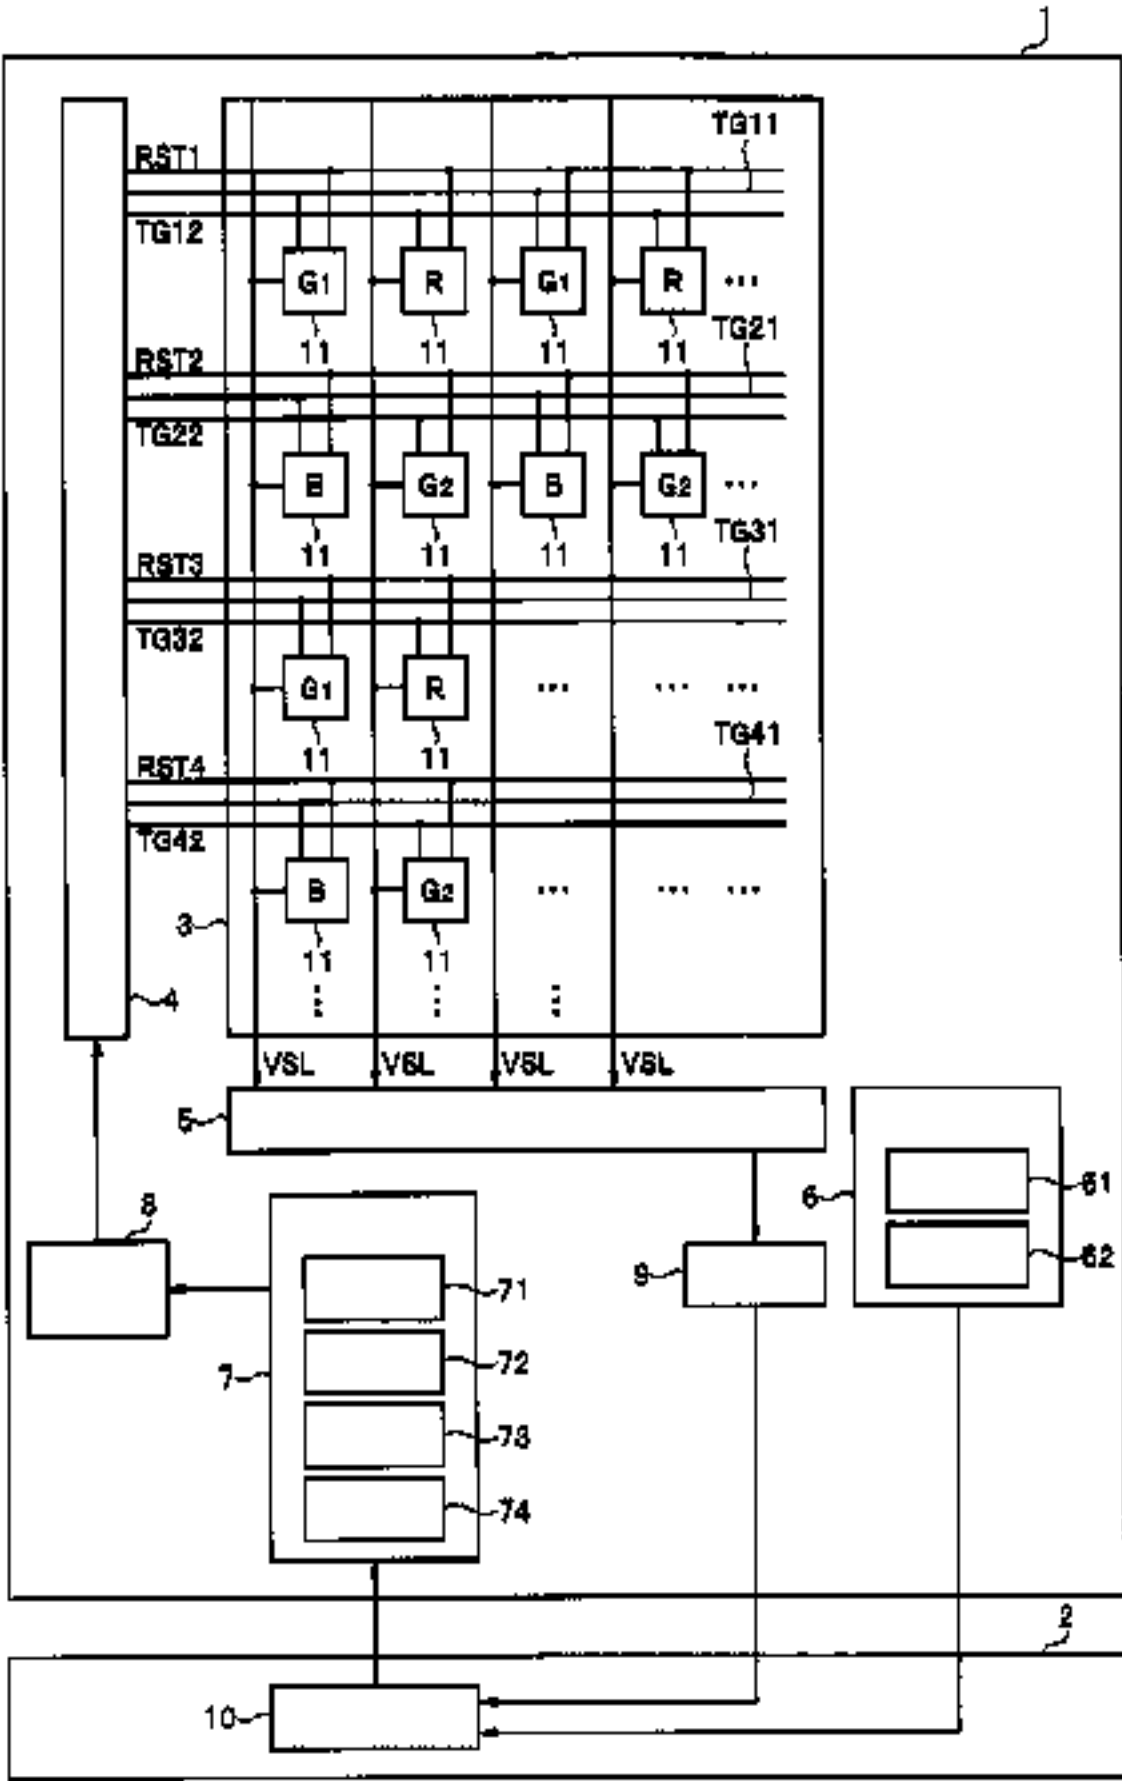 1
TG11
RST1
TG12
G1 R G1 R ...
11 11 11 11
TG21
RST2
TG22
B G2 B G2 ...
11 11 11 11
TG31
RST3
TG32
G1 R ... ... ...
11 11
TG41
RST4
TG42
B G2 ... ... ...
3
11 11
4
VSL VSL VSL VSL
5
6
61
62
8
9
7
71
72
73
74
2
10